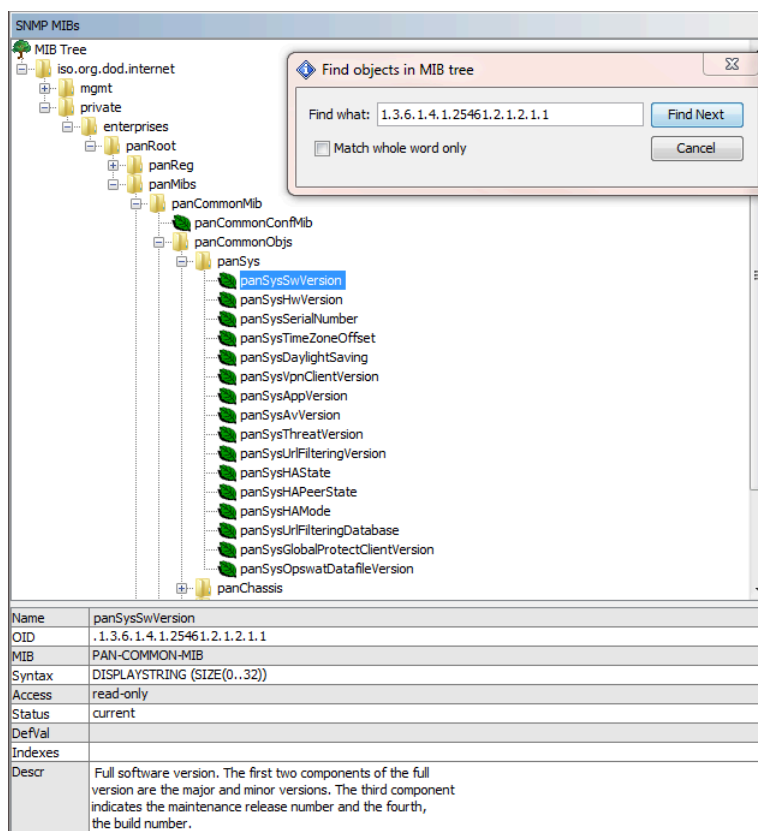 SNMP MIBs
MIB Tree
iso.org.dod.internet
mgmt
private
enterprises
panRoot
panReg
panMibs
panCommonMib
panCommonConfMib
panCommonObjs
panSys
panSysSwVersion
panSysHwVersion
panSysSerialNumber
panSysTimeZoneOffset
panSysDaylightSaving
panSysVpnClientVersion
panSysAppVersion
panSysAvVersion
panSysThreatVersion
panSysUrlFilteringVersion
panSysHAState
panSysHAPeerState
panSysHAMode
panSysUrlFilteringDatabase
panSysGlobalProtectClientVersion
panSysOpswatDatafileVersion
panChassis
Find objects in MIB tree
Find what: 1.3.6.1.4.1.25461.2.1.2.1.1 Find Next
Match whole word only Cancel
Name panSysSwVersion
OID .1.3.6.1.4.1.25461.2.1.2.1.1
MIB PAN-COMMON-MIB
Syntax DISPLAYSTRING (SIZE(0..32))
Access read-only
Status current
DefVal
Indexes
Descr Full software version. The first two components of the full
version are the major and minor versions. The third component
indicates the maintenance release number and the fourth,
the build number.